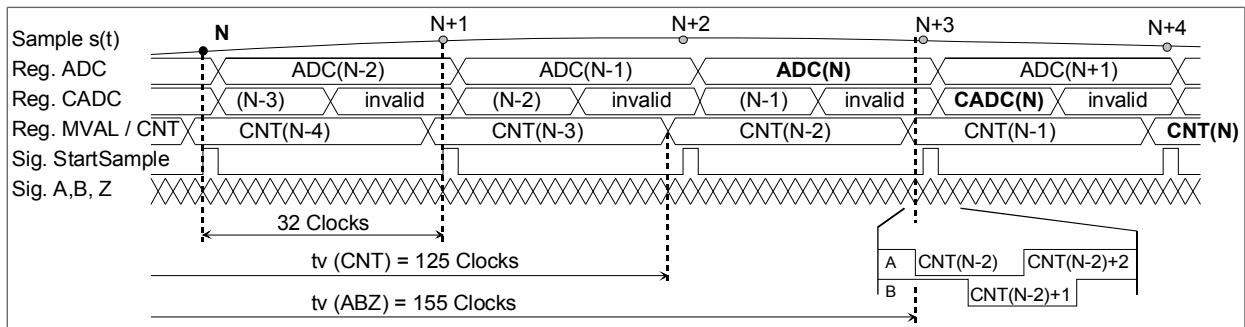 N N+1 N+2 N+3 N+4
Sample s(t)
Reg. ADC ADC(N-2) ADC(N-1) ADC(N) ADC(N+1)
Reg. CADC (N-3) invalid (N-2) invalid (N-1) invalid CADC(N) invalid
Reg. MVAL / CNT CNT(N-4) CNT(N-3) CNT(N-2) CNT(N-1) CNT(N)
Sig. StartSample
Sig. A,B, Z
32 Clocks
tv (CNT) = 125 Clocks
A CNT(N-2) CNT(N-2)+2
B CNT(N-2)+1
tv (ABZ) = 155 Clocks